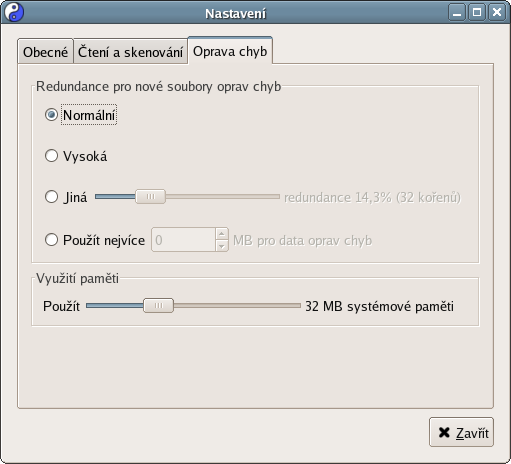 Nastavení
Obecné Čtení a skenování Oprava chyb
Redundance pro nové soubory oprav chyb
Normální
Vysoká
Jiná redundance 14,3% (32 kořenů)
Použít nejvíce 0 MB pro data oprav chyb
Využití paměti
Použít 32 MB systémové paměti
Zavřít